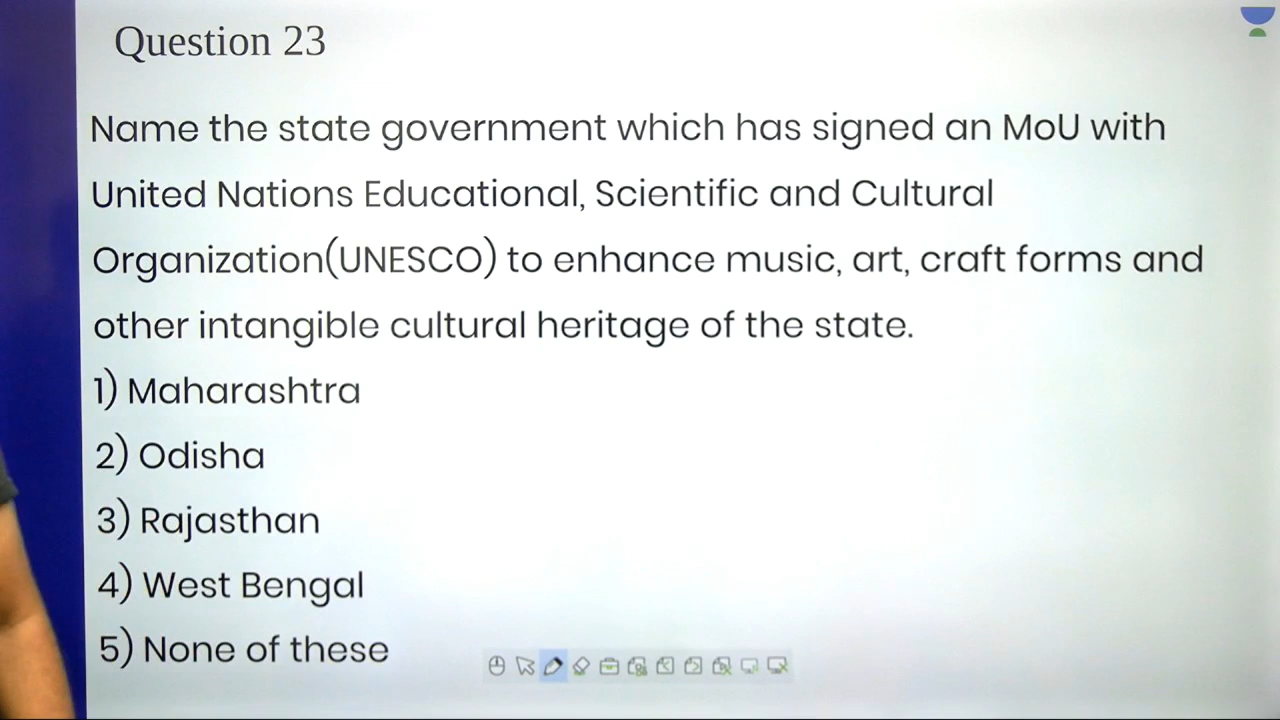 Question 23
Name the state government which has signed an MoU with
United Nations Educational, Scientific and Cultural
Organization(UNESCO) to enhance music, art, craft forms and
other intangible cultural heritage of the state.
1) Maharashtra
2) Odisha
3) Rajasthan
4) West Bengal
5) None of these